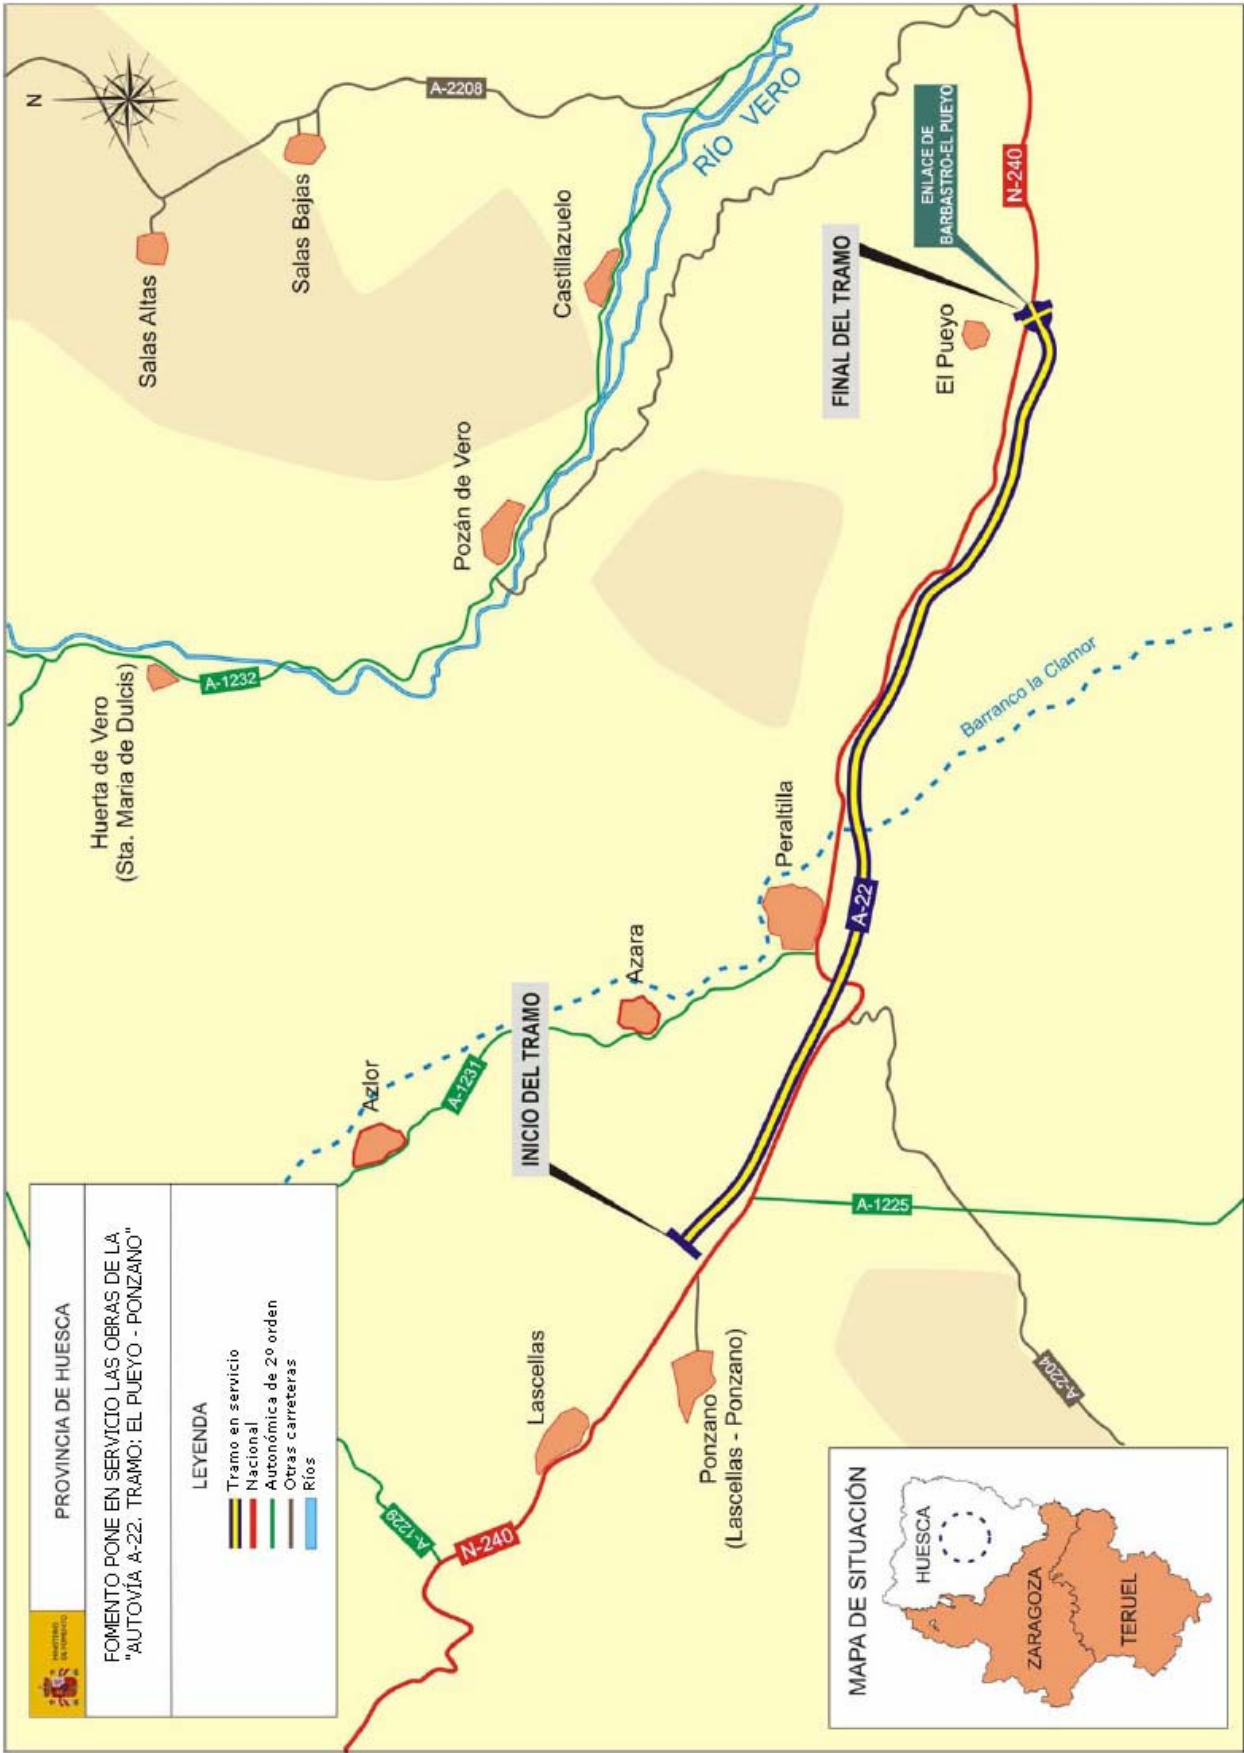 MINISTERIO
DE FOMENTO
PROVINCIA DE HUESCA
FOMENTO PONE EN SERVICIO LAS OBRAS DE LA
"AUTOVÍA A-22. TRAMO: EL PUEYO - PONZANO"
LEYENDA
Tramo en servicio
Nacional
Autonómica de 2º orden
Otras carreteras
Ríos
N
Salas Altas
Salas Bajas
A-2208
Huerta de Vero
(Sta. Maria de Dulcis)
A-1232
Pozán de Vero
Castillazuelo
RÍO VERO
Azlor
A-1231
Azara
INICIO DEL TRAMO
A-1229
N-240
Lascellas
Ponzano
(Lascellas - Ponzano)
Peraltilla
A-22
A-1225
A-2204
Barranco la Clamor
FINAL DEL TRAMO
El Pueyo
ENLACE DE
BARBASTRO-EL PUEYO
N-240
MAPA DE SITUACIÓN
HUESCA
ZARAGOZA
TERUEL